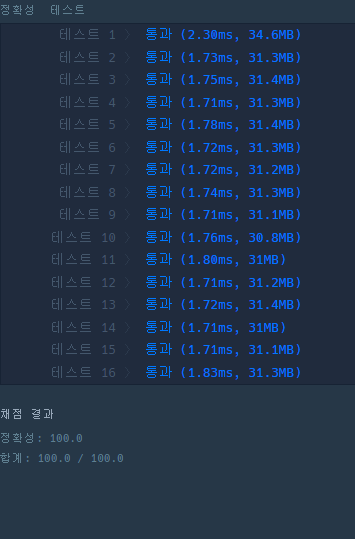 정확성 테스트
테스트 1 > 통과 (2.30ms, 34.6MB)
테스트 2 > 통과 (1.73ms, 31.3MB)
테스트 3 > 통과 (1.75ms, 31.4MB)
테스트 4 > 통과 (1.71ms, 31.3MB)
테스트 5 > 통과 (1.78ms, 31.4MB)
테스트 6 > 통과 (1.72ms, 31.3MB)
테스트 7 > 통과 (1.72ms, 31.2MB)
테스트 8 > 통과 (1.74ms, 31.3MB)
테스트 9 > 통과 (1.71ms, 31.1MB)
테스트 10 > 통과 (1.76ms, 30.8MB)
테스트 11 > 통과 (1.80ms, 31MB)
테스트 12 > 통과 (1.71ms, 31.2MB)
테스트 13 > 통과 (1.72ms, 31.4MB)
테스트 14 > 통과 (1.71ms, 31MB)
테스트 15 > 통과 (1.71ms, 31.1MB)
테스트 16 > 통과 (1.83ms, 31.3MB)
채점 결과
정확성: 100.0
합계: 100.0 / 100.0